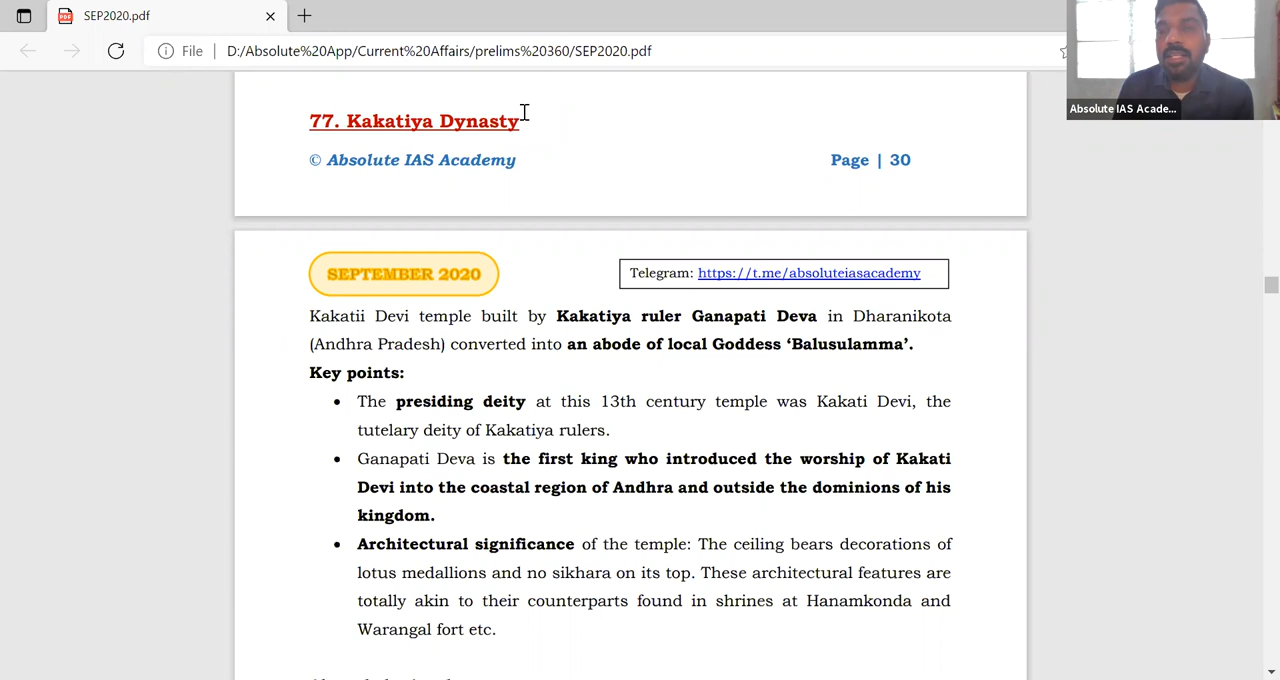 SEP2020.pdf
File | D:/Absolute%20App/Current%20Affairs/prelims%20360/SEP2020.pdf
Absolute IAS Acade...
77. Kakatiya Dynasty
© Absolute IAS Academy Page | 30
SEPTEMBER 2020 Telegram: https://t.me/absoluteiasacademy
Kakatii Devi temple built by Kakatiya ruler Ganapati Deva in Dharanikota
(Andhra Pradesh) converted into an abode of local Goddess ‘Balusulamma’.
Key points:
• The presiding deity at this 13th century temple was Kakati Devi, the
tutelary deity of Kakatiya rulers.
• Ganapati Deva is the first king who introduced the worship of Kakati
Devi into the coastal region of Andhra and outside the dominions of his
kingdom.
• Architectural significance of the temple: The ceiling bears decorations of
lotus medallions and no sikhara on its top. These architectural features are
totally akin to their counterparts found in shrines at Hanamkonda and
Warangal fort etc.